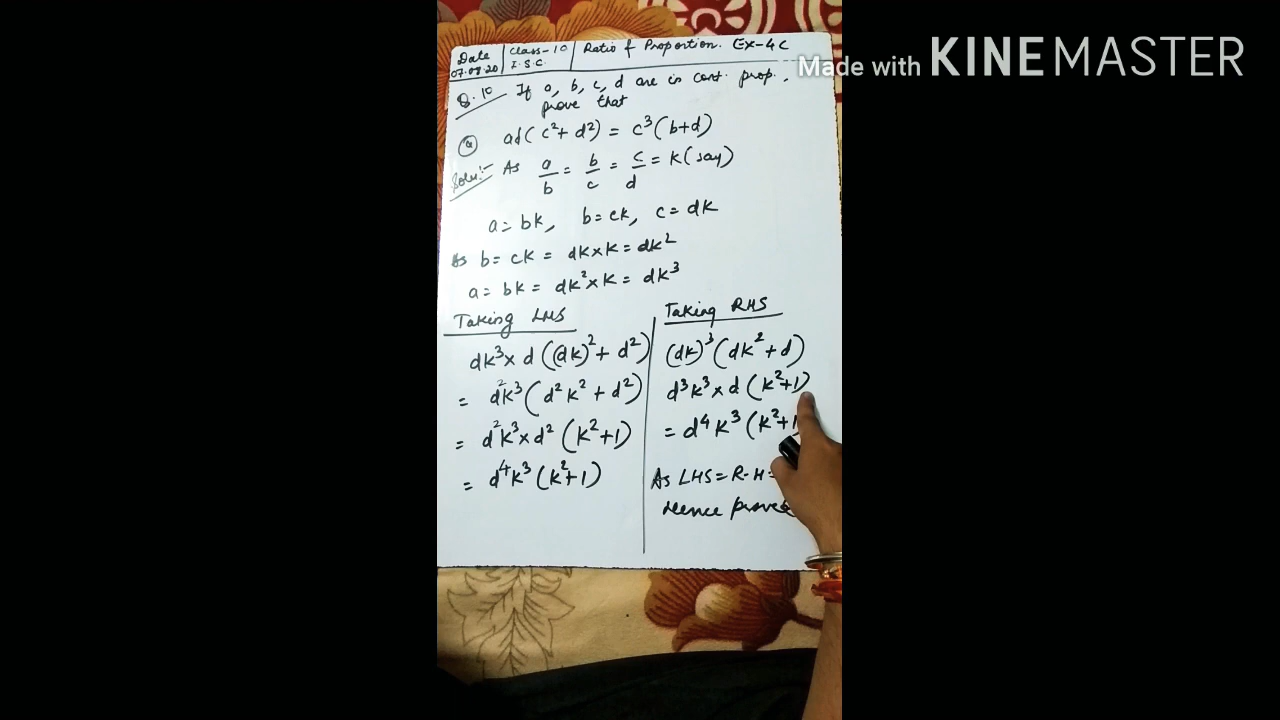 Made with KINEMASTER
Date 07.08.20 | Class-10 I.S.C. | Ratio & Proportion. EX-4C
Q.10 If a, b, c, d are in cont. prop.,
prove that
(a) ad(c²+d²) = c³(b+d)
Solu:- As a/b = b/c = c/d = K (say)
a = bK, b = cK, c = dK
As b = cK = dK×K = dK²
a = bK = dK²×K = dK³
Taking LHS
dK³×d((dK)²+d²)
= d²K³(d²K²+d²)
= d²K³×d²(K²+1)
= d⁴K³(K²+1)
Taking RHS
(dK)³(dK²+d)
d³K³×d(K²+1)
= d⁴K³(K²+1
As LHS = R-H
Hence proved